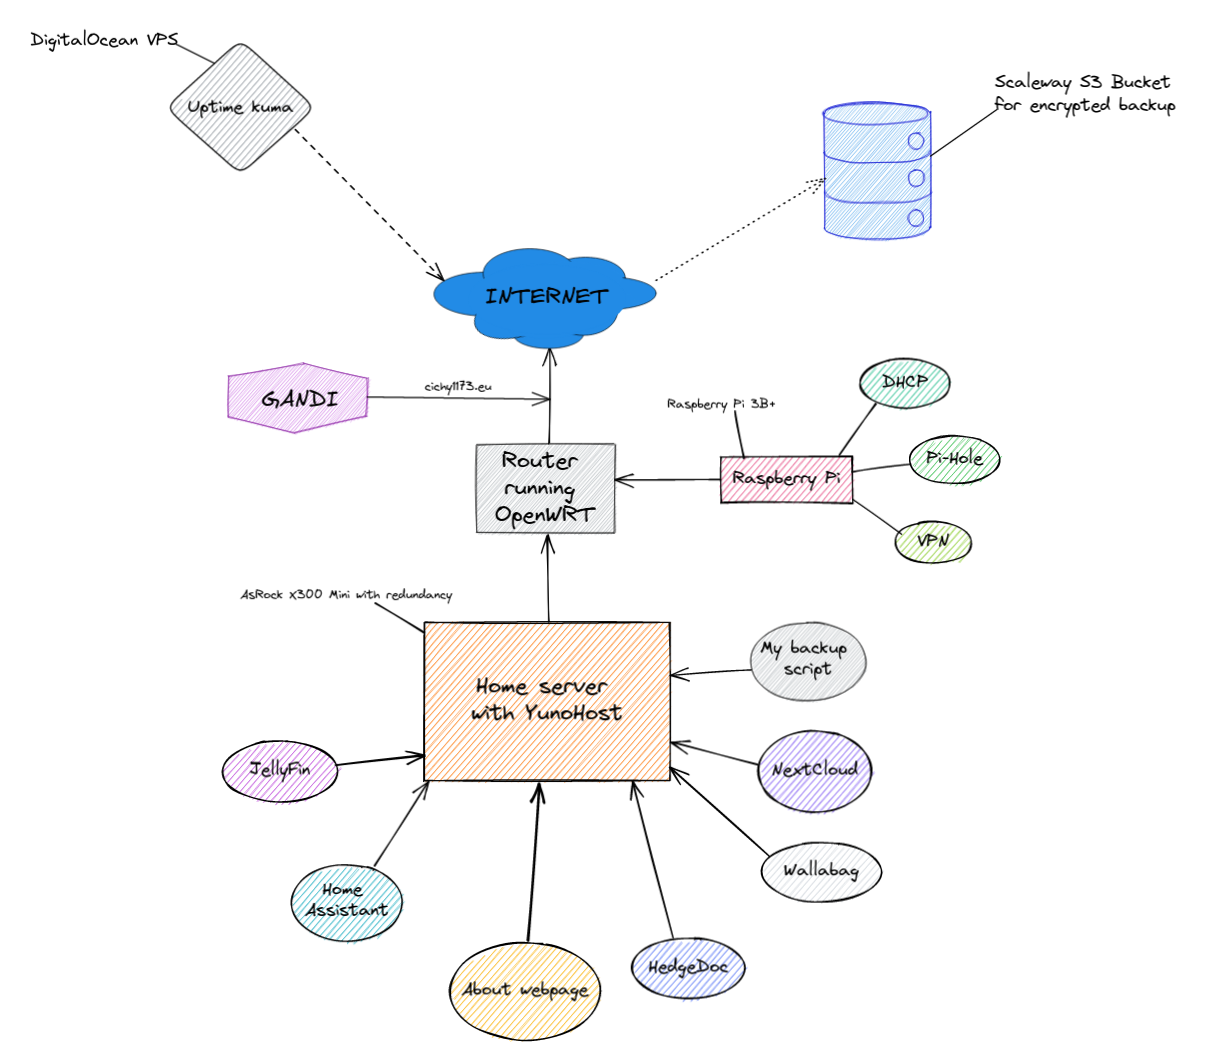 DigitalOcean VPS
Uptime kuma
Scaleway S3 Bucket
for encrypted backup
INTERNET
GANDI
cichy1173.eu
Raspberry Pi 3B+
DHCP
Router
running
OpenWRT
Raspberry Pi
Pi-Hole
VPN
AsRock x300 Mini with redundancy
Home server
with YunoHost
My backup
script
JellyFin
NextCloud
Home
Assistant
Wallabag
About webpage
HedgeDoc